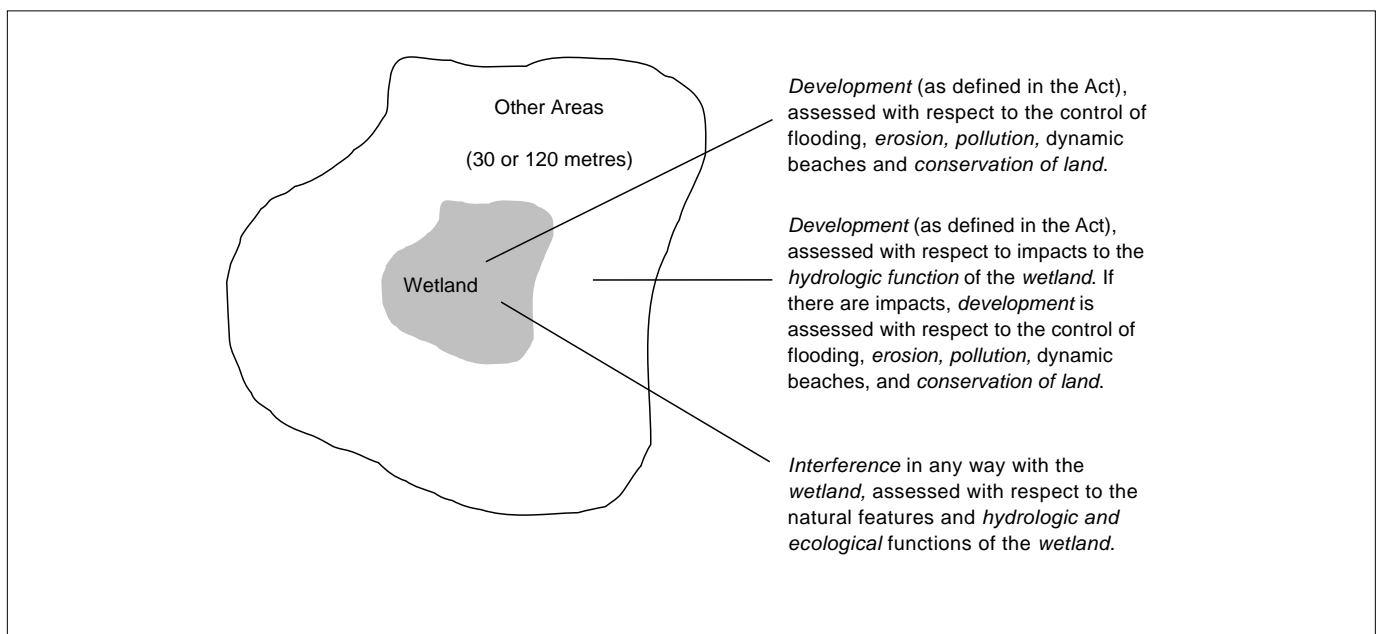 Other Areas
(30 or 120 metres)
Wetland
Development (as defined in the Act),
assessed with respect to the control of
flooding, erosion, pollution, dynamic
beaches and conservation of land.
Development (as defined in the Act),
assessed with respect to impacts to the
hydrologic function of the wetland. If
there are impacts, development is
assessed with respect to the control of
flooding, erosion, pollution, dynamic
beaches, and conservation of land.
Interference in any way with the
wetland, assessed with respect to the
natural features and hydrologic and
ecological functions of the wetland.